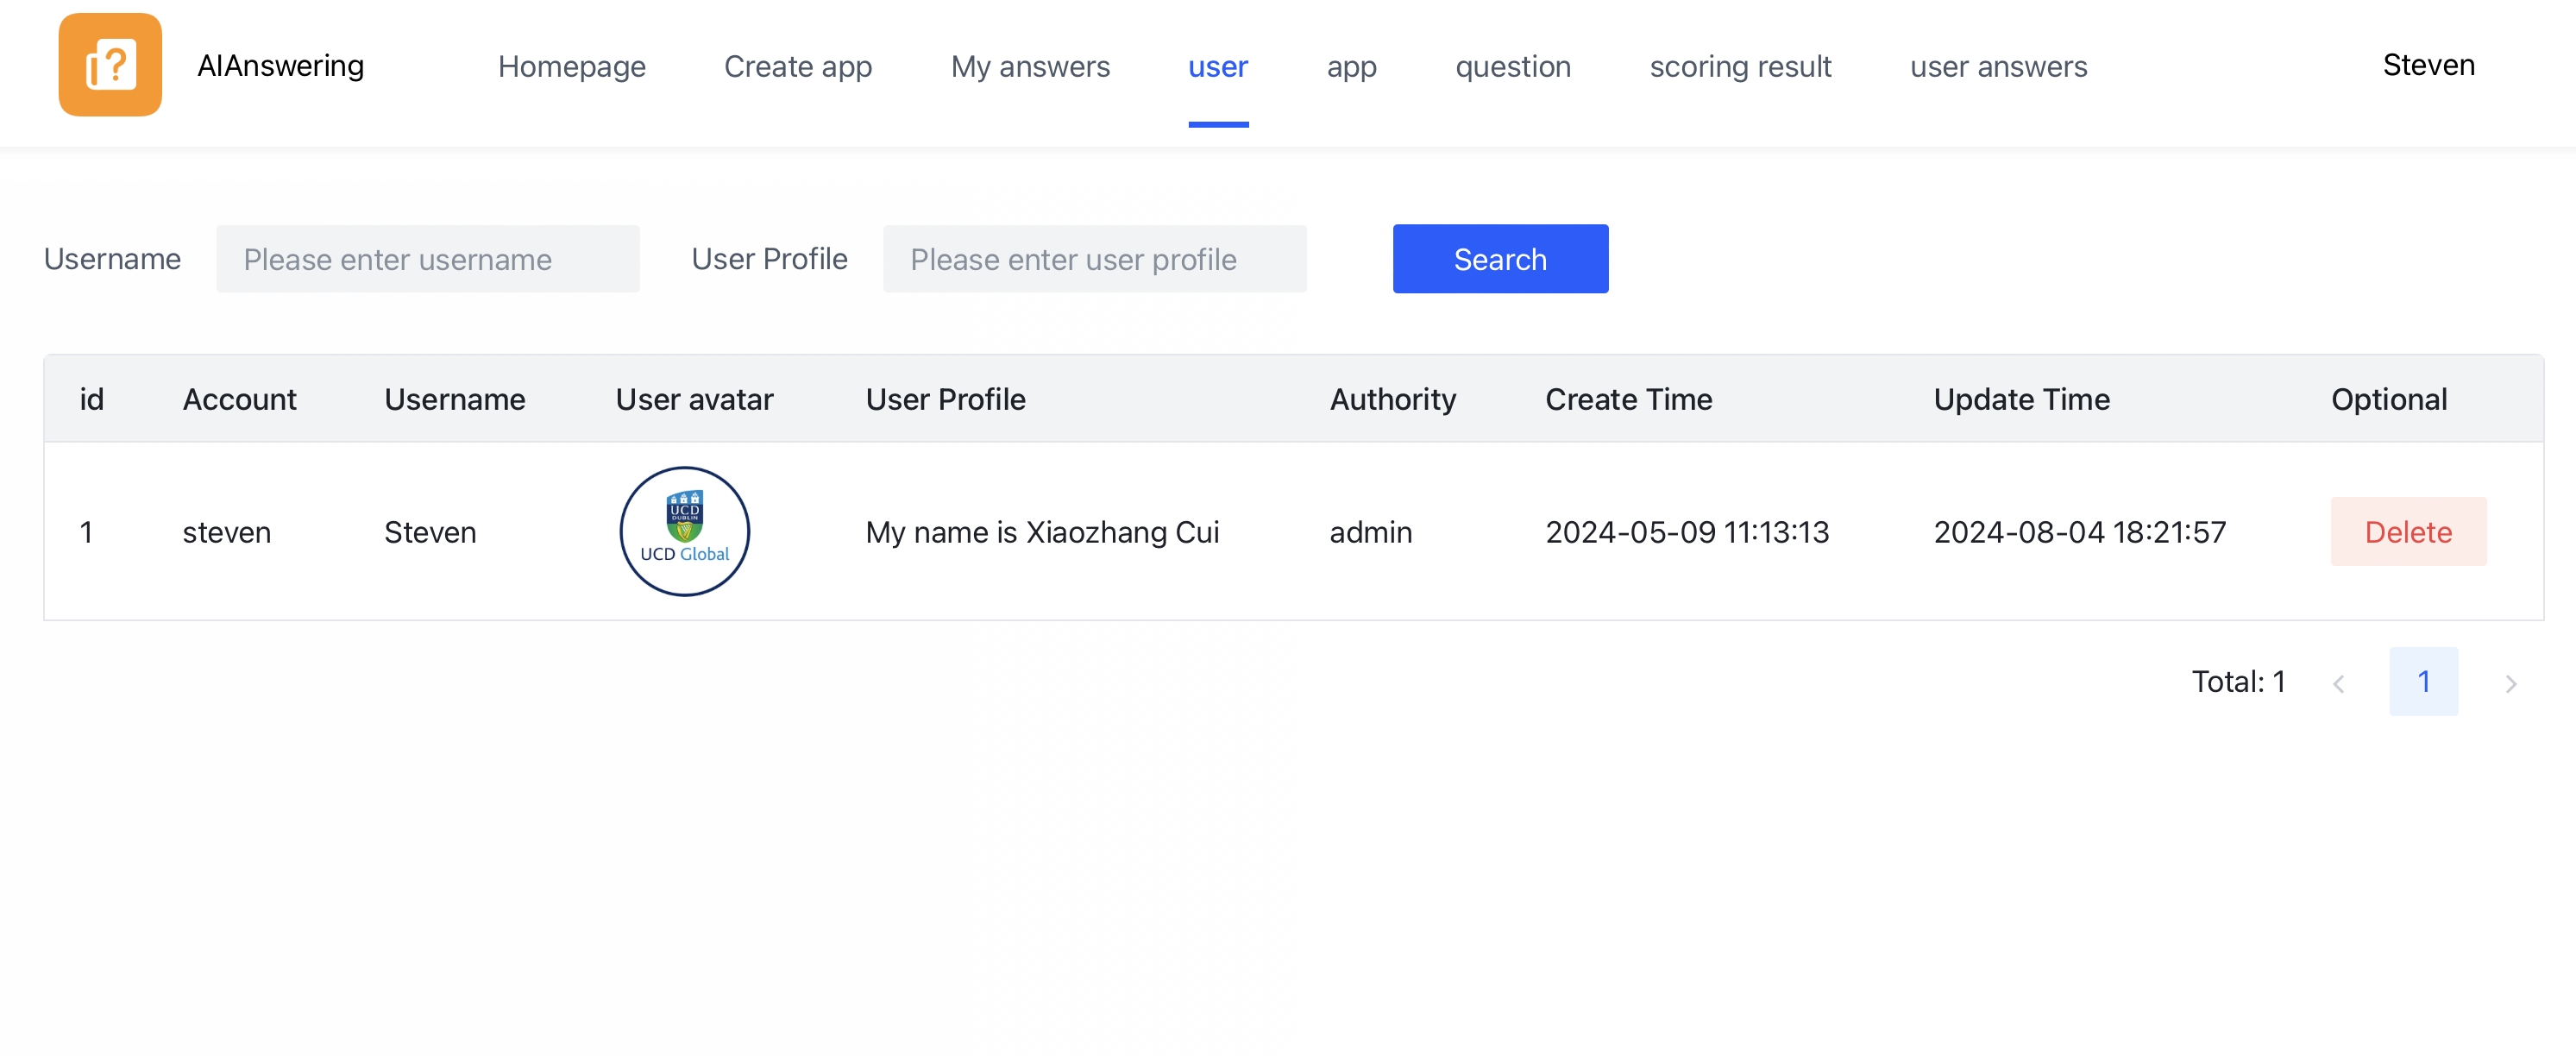 AIAnswering Homepage Create app My answers user app question scoring result user answers Steven
Username Please enter username User Profile Please enter user profile Search
id Account Username User avatar User Profile Authority Create Time Update Time Optional
1 steven Steven UCD DUBLIN UCD Global My name is Xiaozhang Cui admin 2024-05-09 11:13:13 2024-08-04 18:21:57 Delete
Total: 1 < 1 >